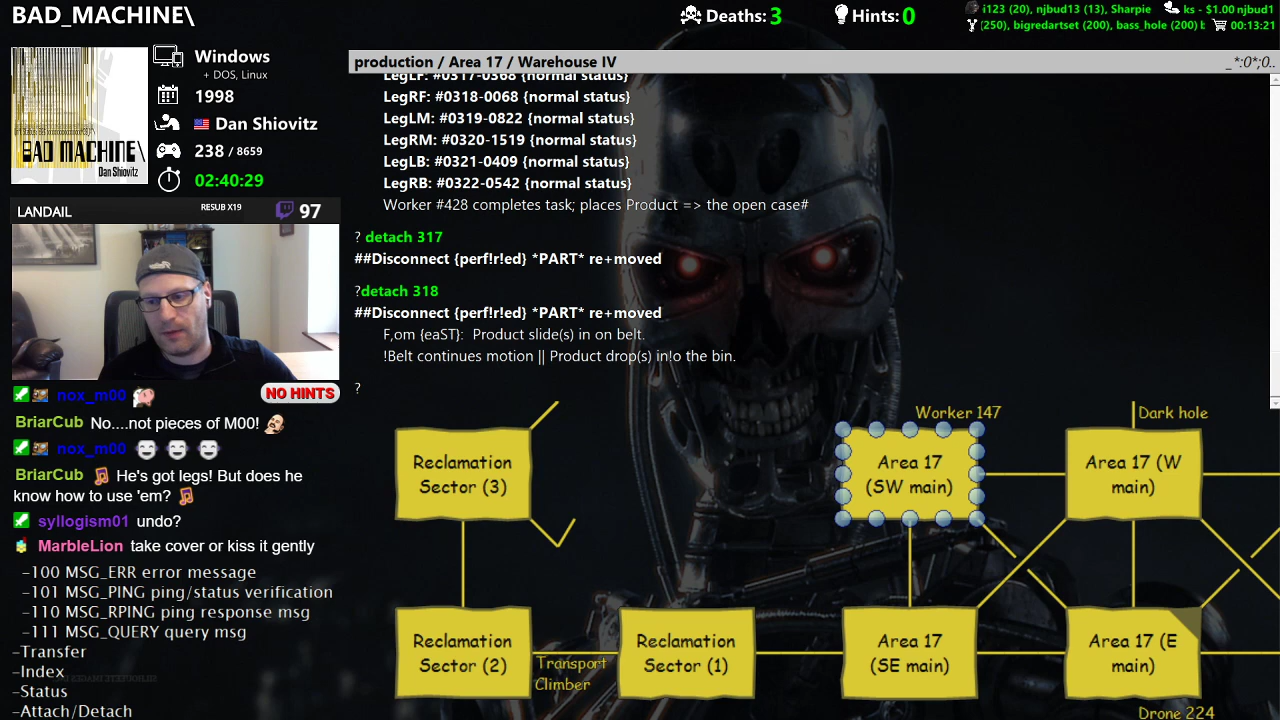 BAD_MACHINE\
Deaths: 3
Hints: 0
i123 (20), njbud13 (13), Sharpie
(250), bigredartset (200), bass_hole (200)
ks - $1.00 njbud1
00:13:21
BAD MACHINE\
Dan Shiovitz
Windows
+ DOS, Linux
1998
Dan Shiovitz
238 / 8659
02:40:29
LANDAIL
RESUB X19
97
NO HINTS
nox_m00
BriarCub No....not pieces of M00!
nox_m00
BriarCub He's got legs! But does he
know how to use 'em?
syllogism01 undo?
MarbleLion take cover or kiss it gently
-100 MSG_ERR error message
-101 MSG_PING ping/status verification
-110 MSG_RPING ping response msg
-111 MSG_QUERY query msg
-Transfer
-Index
-Status
-Attach/Detach
production / Area 17 / Warehouse IV
_*:0*;0..
LegLF: #0317-0368 {normal status}
LegRF: #0318-0068 {normal status}
LegLM: #0319-0822 {normal status}
LegRM: #0320-1519 {normal status}
LegLB: #0321-0409 {normal status}
LegRB: #0322-0542 {normal status}
Worker #428 completes task; places Product => the open case#
? detach 317
##Disconnect {perf!r!ed} *PART* re+moved
?detach 318
##Disconnect {perf!r!ed} *PART* re+moved
F,om {eaST}: Product slide(s) in on belt.
!Belt continues motion || Product drop(s) in!o the bin.
?
Worker 147
Dark hole
Reclamation
Sector (3)
Area 17
(SW main)
Area 17 (W
main)
Reclamation
Sector (2)
Transport
Climber
Reclamation
Sector (1)
Area 17
(SE main)
Area 17 (E
main)
Drone 224